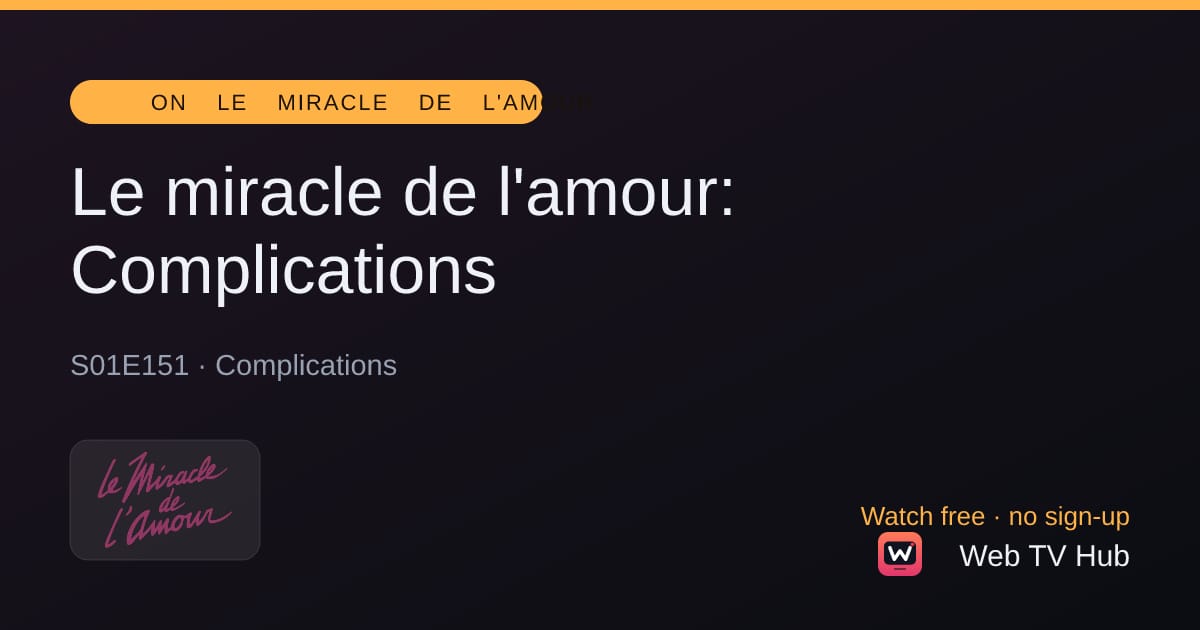 ON LE MIRACLE DE L'AMOUR
Le miracle de l'amour:
Complications
S01E151 · Complications
Le Miracle
de
l'Amour
Watch free · no sign-up
W
Web TV Hub